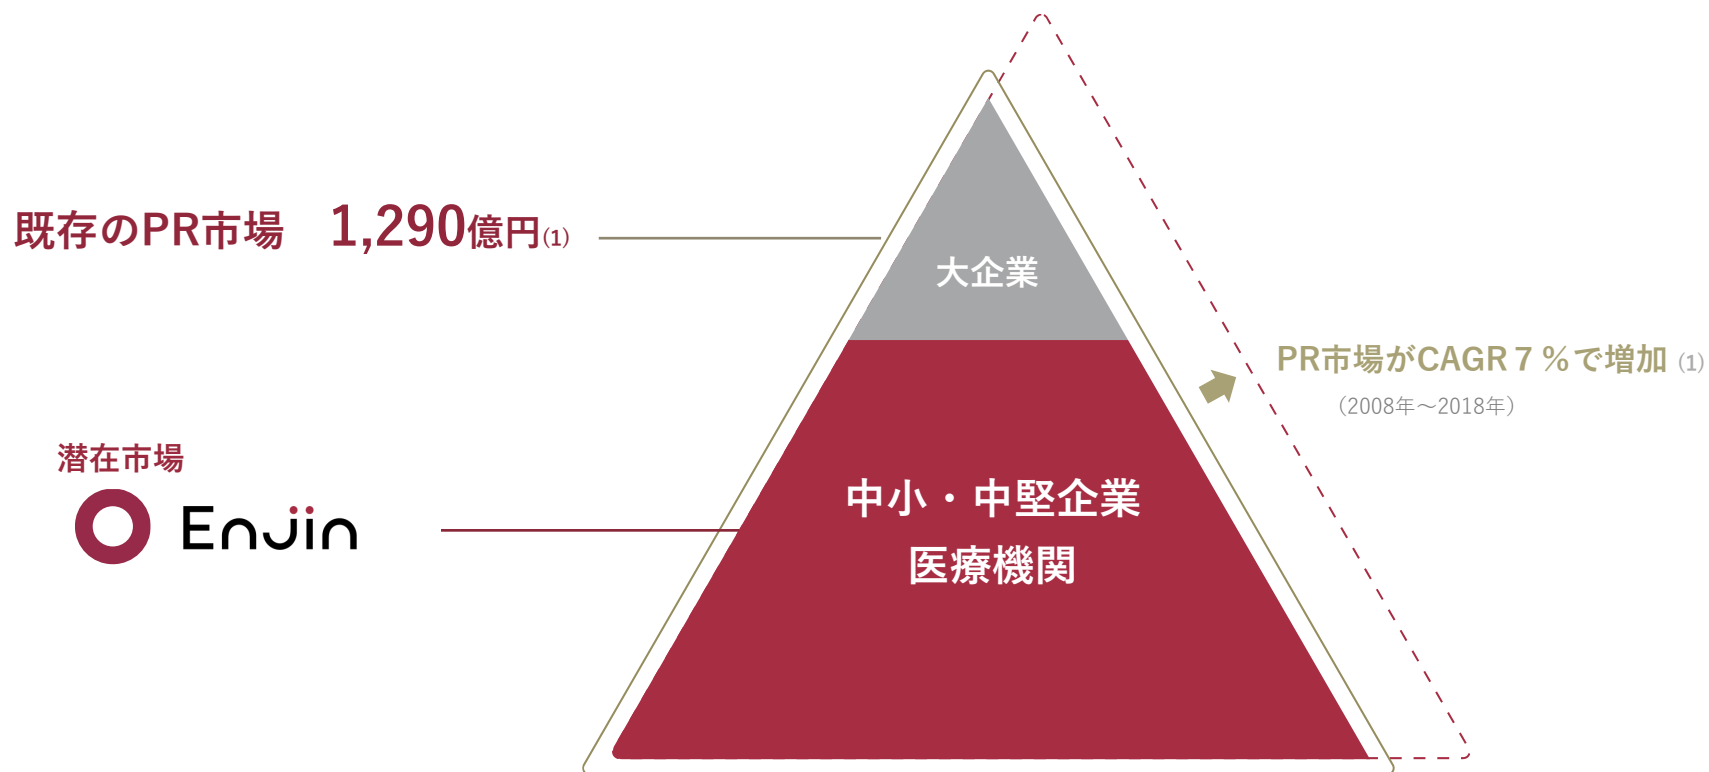 既存のPR市場　1,290億円(1)
大企業
PR市場がCAGR７％で増加 (1)
（2008年～2018年）
潜在市場
Enjin
中小・中堅企業
医療機関